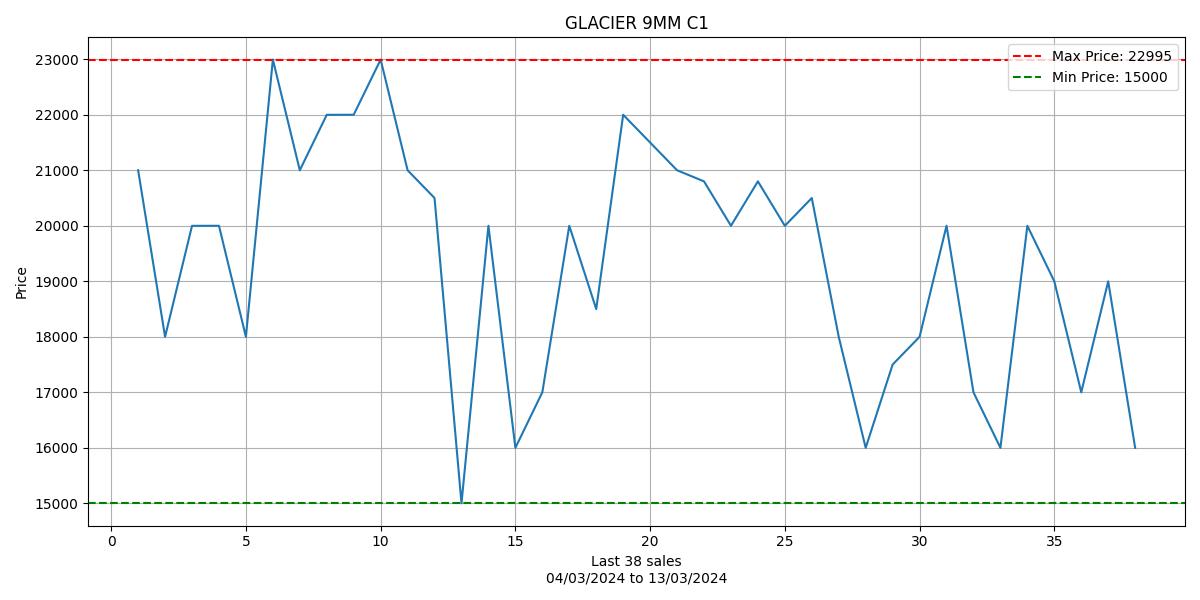 GLACIER 9MM C1
Max Price: 22995
Min Price: 15000
Price
23000
22000
21000
20000
19000
18000
17000
16000
15000
0 5 10 15 20 25 30 35
Last 38 sales
04/03/2024 to 13/03/2024